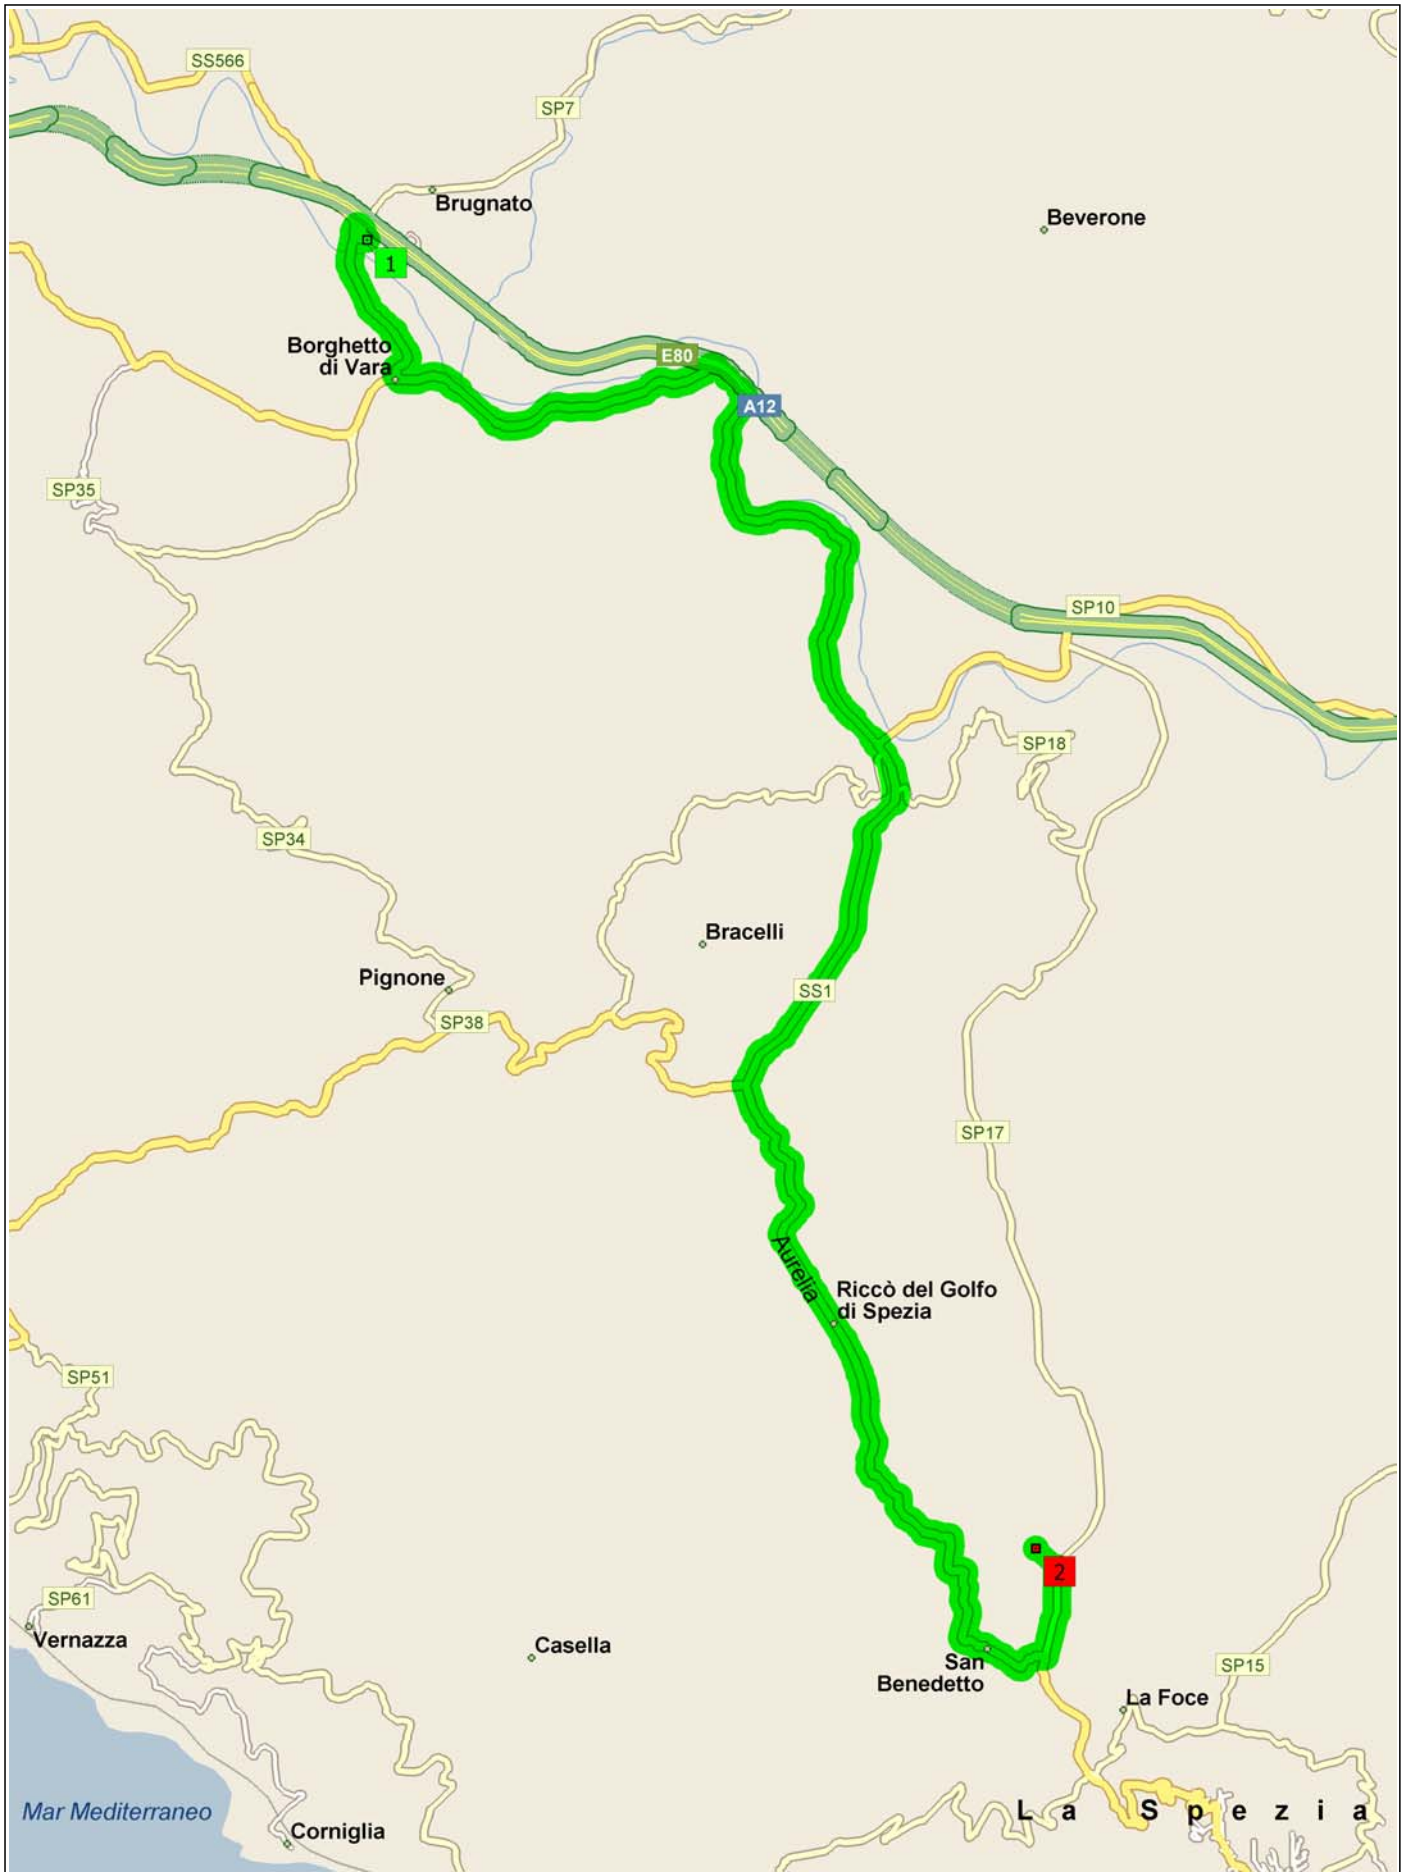 SS566
SP7
Brugnato
Beverone
1
Borghetto
di Vara
E80
A12
SP35
SP10
SP18
SP34
Bracelli
Pignone
SS1
SP38
SP17
Aurelia
Riccò del Golfo
di Spezia
SP51
2
SP61
Vernazza
Casella
San
Benedetto
SP15
La Foce
Mar Mediterraneo
La Spezia
Corniglia